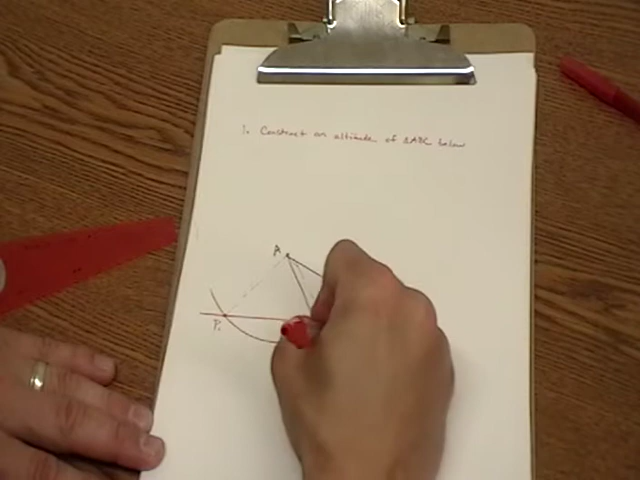 1. Construct an altitude of ΔABC below
A
P₁